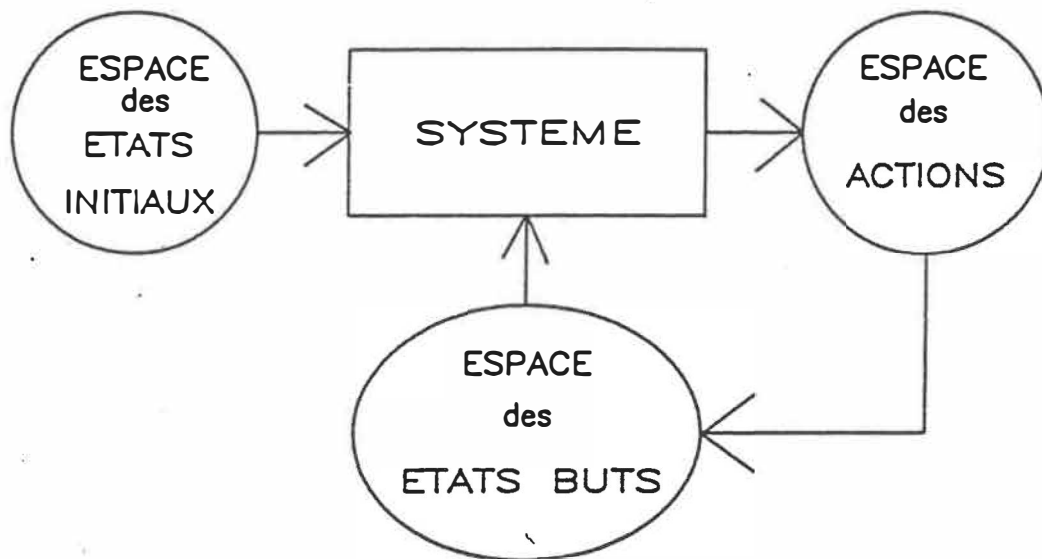 ESPACE
des
ETATS
INITIAUX
SYSTEME
ESPACE
des
ACTIONS
ESPACE
des
ETATS BUTS